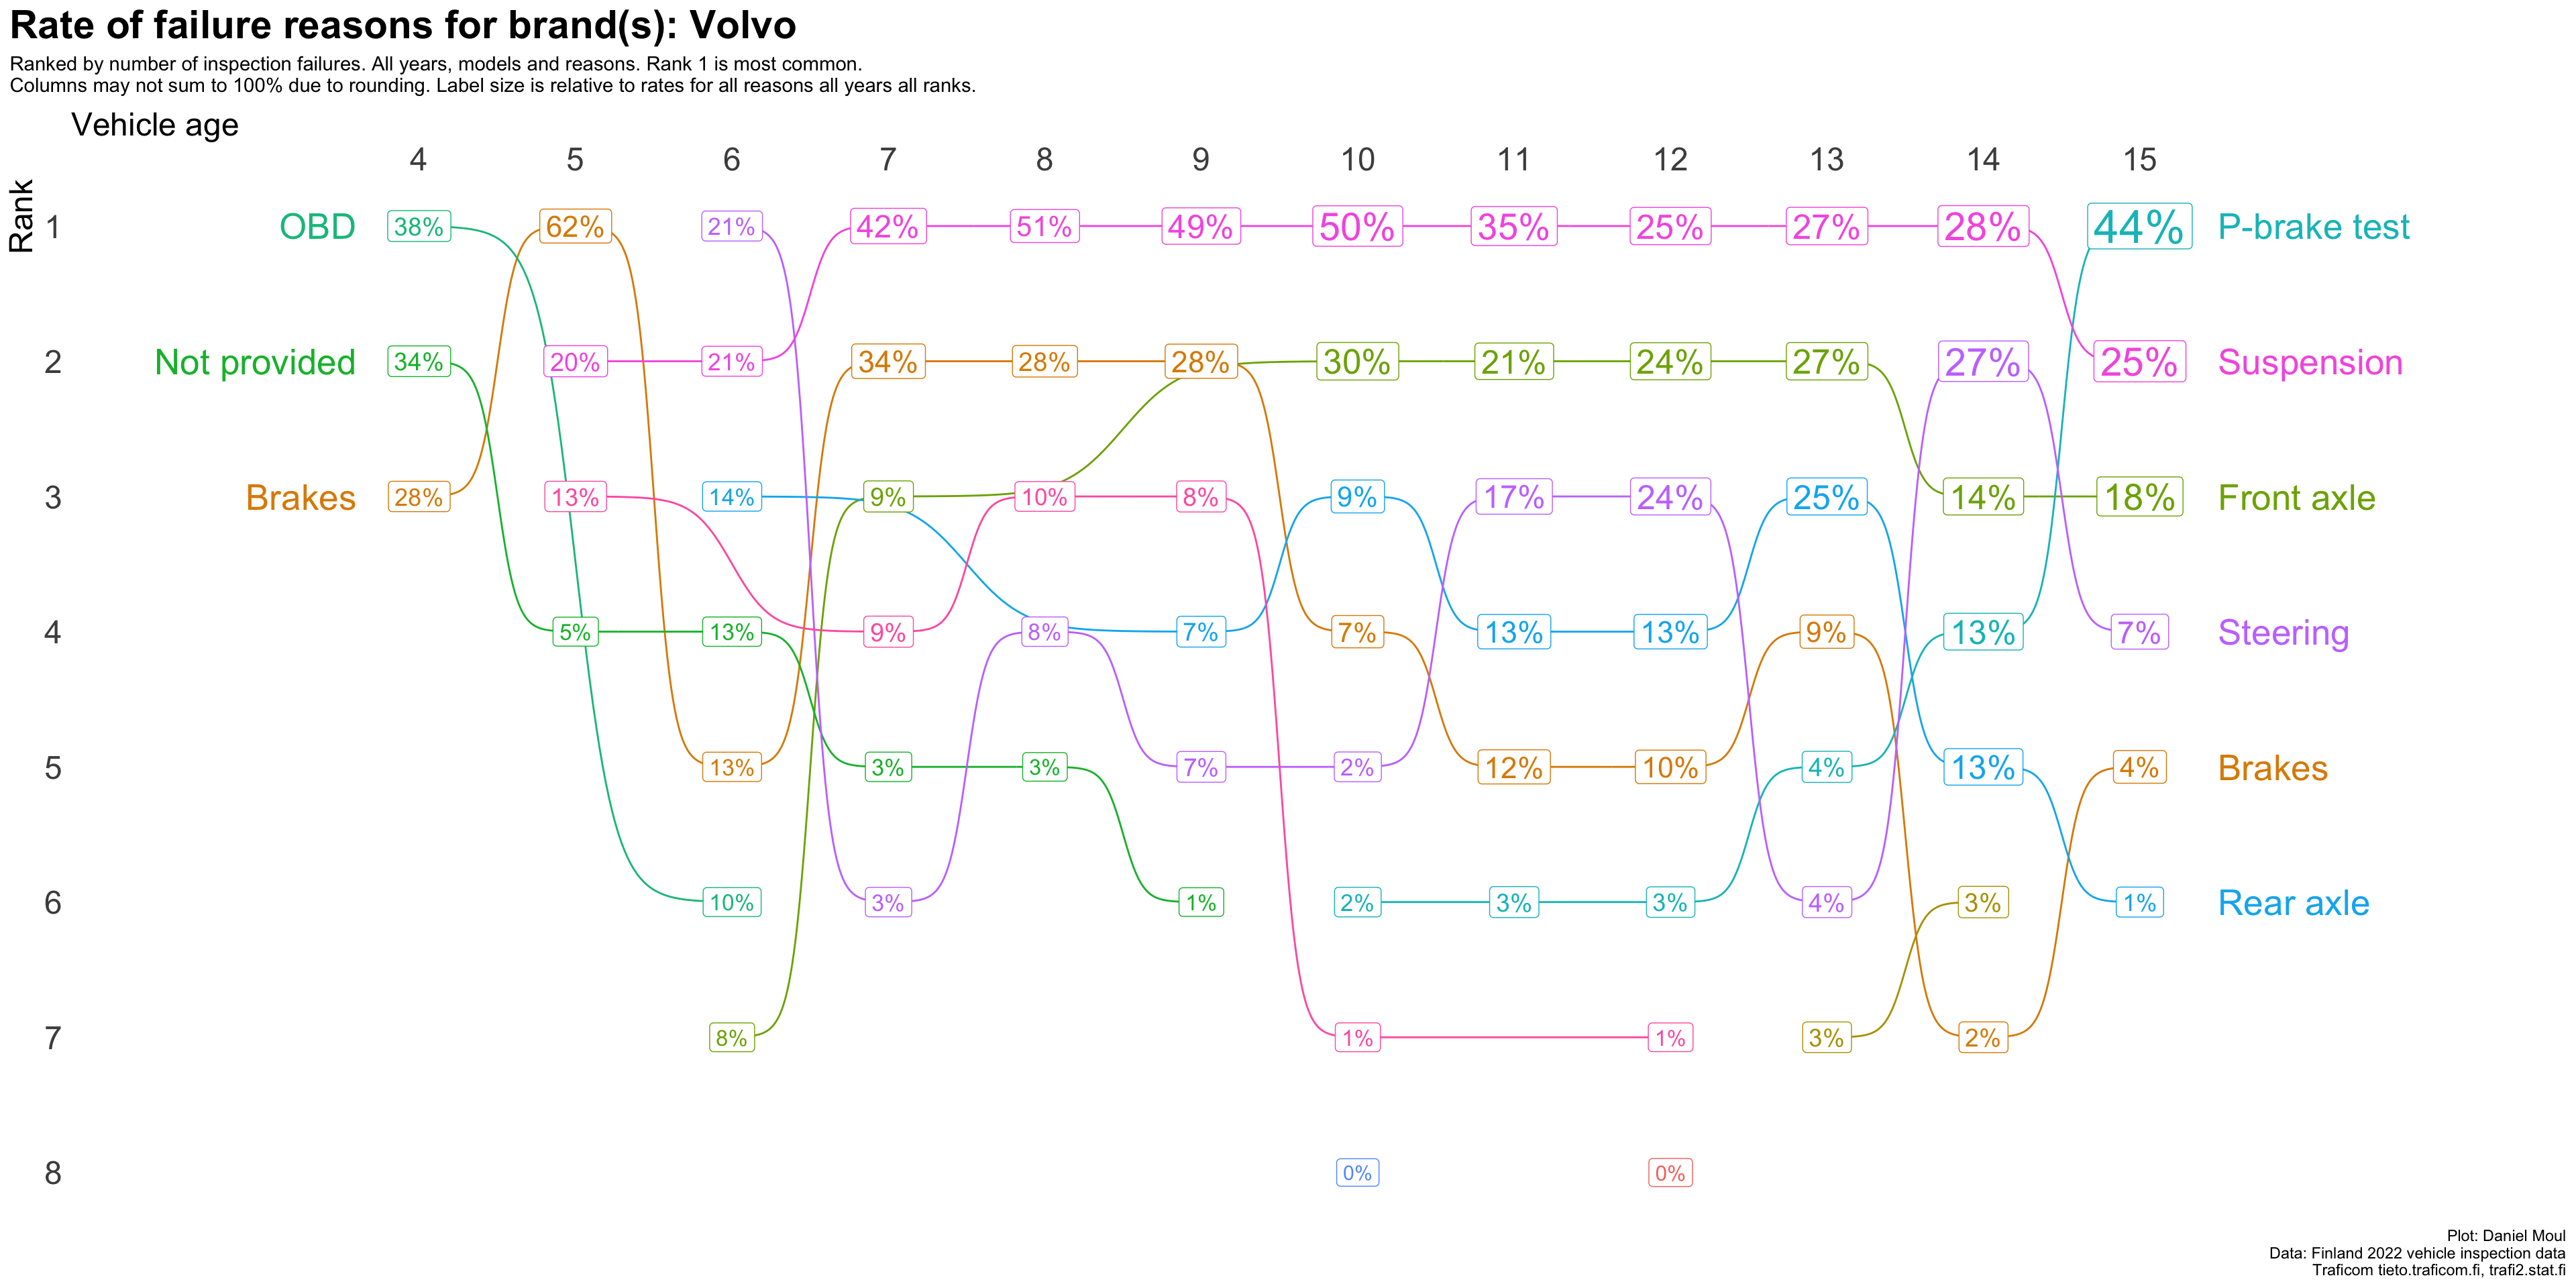 Rate of failure reasons for brand(s): Volvo
Ranked by number of inspection failures. All years, models and reasons. Rank 1 is most common.
Columns may not sum to 100% due to rounding. Label size is relative to rates for all reasons all years all ranks.
Vehicle age
4 5 6 7 8 9 10 11 12 13 14 15
Rank
1 OBD 38% 62% 21% 42% 51% 49% 50% 35% 25% 27% 28% 44% P-brake test
2 Not provided 34% 20% 21% 34% 28% 28% 30% 21% 24% 27% 27% 25% Suspension
3 Brakes 28% 13% 14% 9% 10% 8% 9% 17% 24% 25% 14% 18% Front axle
4 5% 13% 9% 8% 7% 7% 13% 13% 9% 13% 7% Steering
5 13% 3% 3% 7% 2% 12% 10% 4% 13% 4% Brakes
6 10% 3% 1% 2% 3% 3% 4% 3% 1% Rear axle
7 8% 1% 1% 3% 2%
8 0% 0%
Plot: Daniel Moul
Data: Finland 2022 vehicle inspection data
Traficom tieto.traficom.fi, trafi2.stat.fi